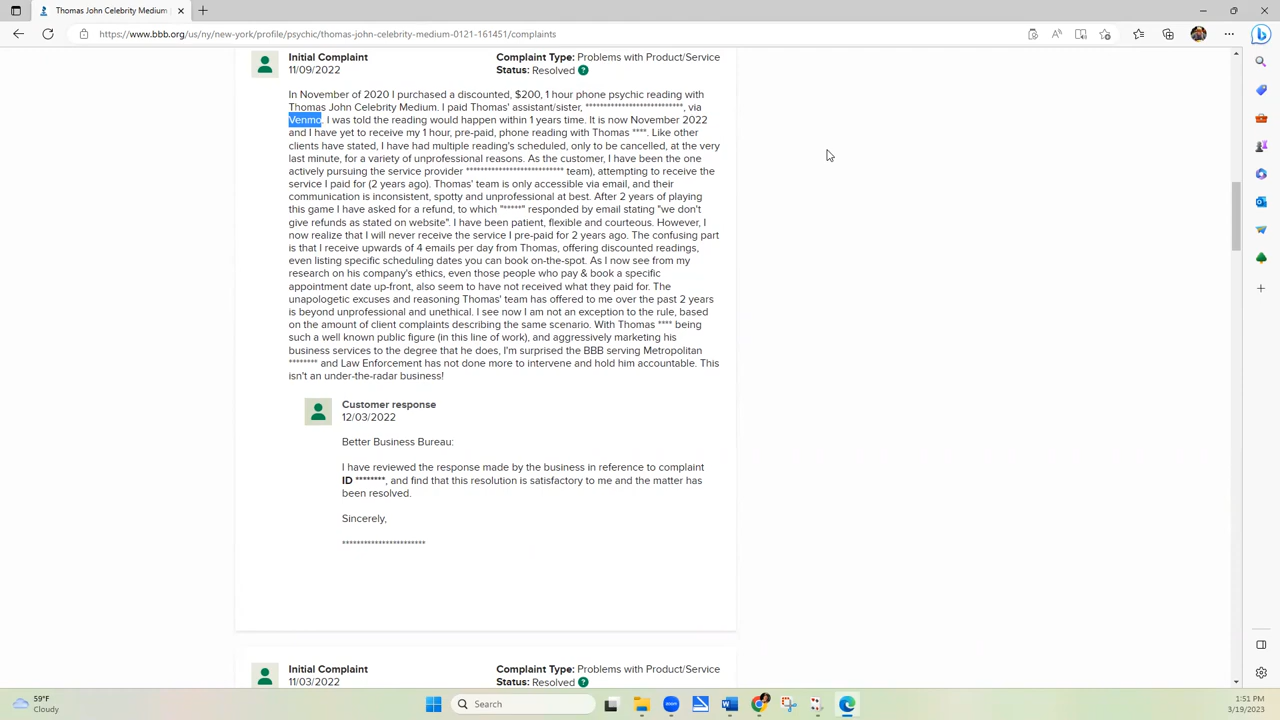 Thomas John Celebrity Medium |
https://www.bbb.org/us/ny/new-york/profile/psychic/thomas-john-celebrity-medium-0121-161451/complaints
Initial Complaint
11/09/2022
Complaint Type: Problems with Product/Service
Status: Resolved ?
In November of 2020 I purchased a discounted, $200, 1 hour phone psychic reading with
Thomas John Celebrity Medium. I paid Thomas' assistant/sister, **************************, via
Venmo. I was told the reading would happen within 1 years time. It is now November 2022
and I have yet to receive my 1 hour, pre-paid, phone reading with Thomas ****. Like other
clients have stated, I have had multiple reading's scheduled, only to be cancelled, at the very
last minute, for a variety of unprofessional reasons. As the customer, I have been the one
actively pursuing the service provider ************************** team), attempting to receive the
service I paid for (2 years ago). Thomas' team is only accessible via email, and their
communication is inconsistent, spotty and unprofessional at best. After 2 years of playing
this game I have asked for a refund, to which "*****" responded by email stating "we don't
give refunds as stated on website". I have been patient, flexible and courteous. However, I
now realize that I will never receive the service I pre-paid for 2 years ago. The confusing part
is that I receive upwards of 4 emails per day from Thomas, offering discounted readings,
even listing specific scheduling dates you can book on-the-spot. As I now see from my
research on his company's ethics, even those people who pay & book a specific
appointment date up-front, also seem to have not received what they paid for. The
unapologetic excuses and reasoning Thomas' team has offered to me over the past 2 years
is beyond unprofessional and unethical. I see now I am not an exception to the rule, based
on the amount of client complaints describing the same scenario. With Thomas **** being
such a well known public figure (in this line of work), and aggressively marketing his
business services to the degree that he does, I'm surprised the BBB serving Metropolitan
******** and Law Enforcement has not done more to intervene and hold him accountable. This
isn't an under-the-radar business!
Customer response
12/03/2022
Better Business Bureau:
I have reviewed the response made by the business in reference to complaint
ID ********, and find that this resolution is satisfactory to me and the matter has
been resolved.
Sincerely,
***********************
Initial Complaint
11/03/2022
Complaint Type: Problems with Product/Service
Status: Resolved ?
59°F
Cloudy
Search
1:51 PM
3/19/2023